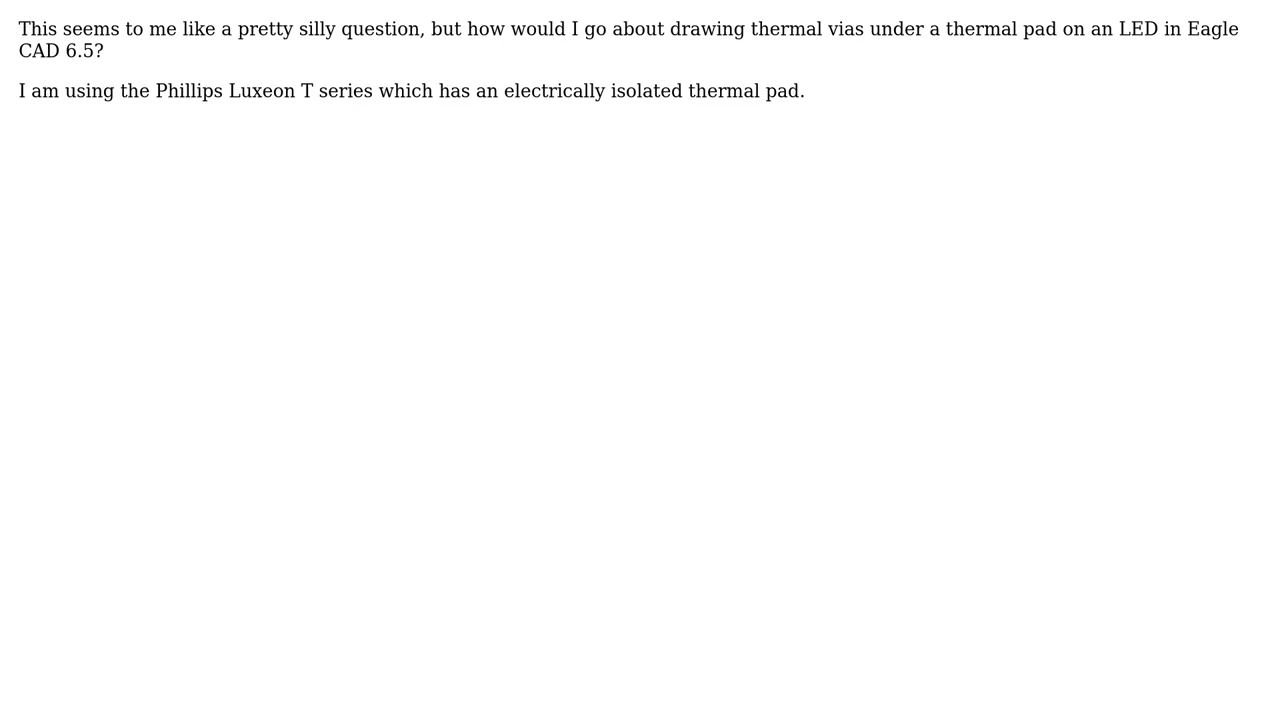 This seems to me like a pretty silly question, but how would I go about drawing thermal vias under a thermal pad on an LED in Eagle
CAD 6.5?
I am using the Phillips Luxeon T series which has an electrically isolated thermal pad.